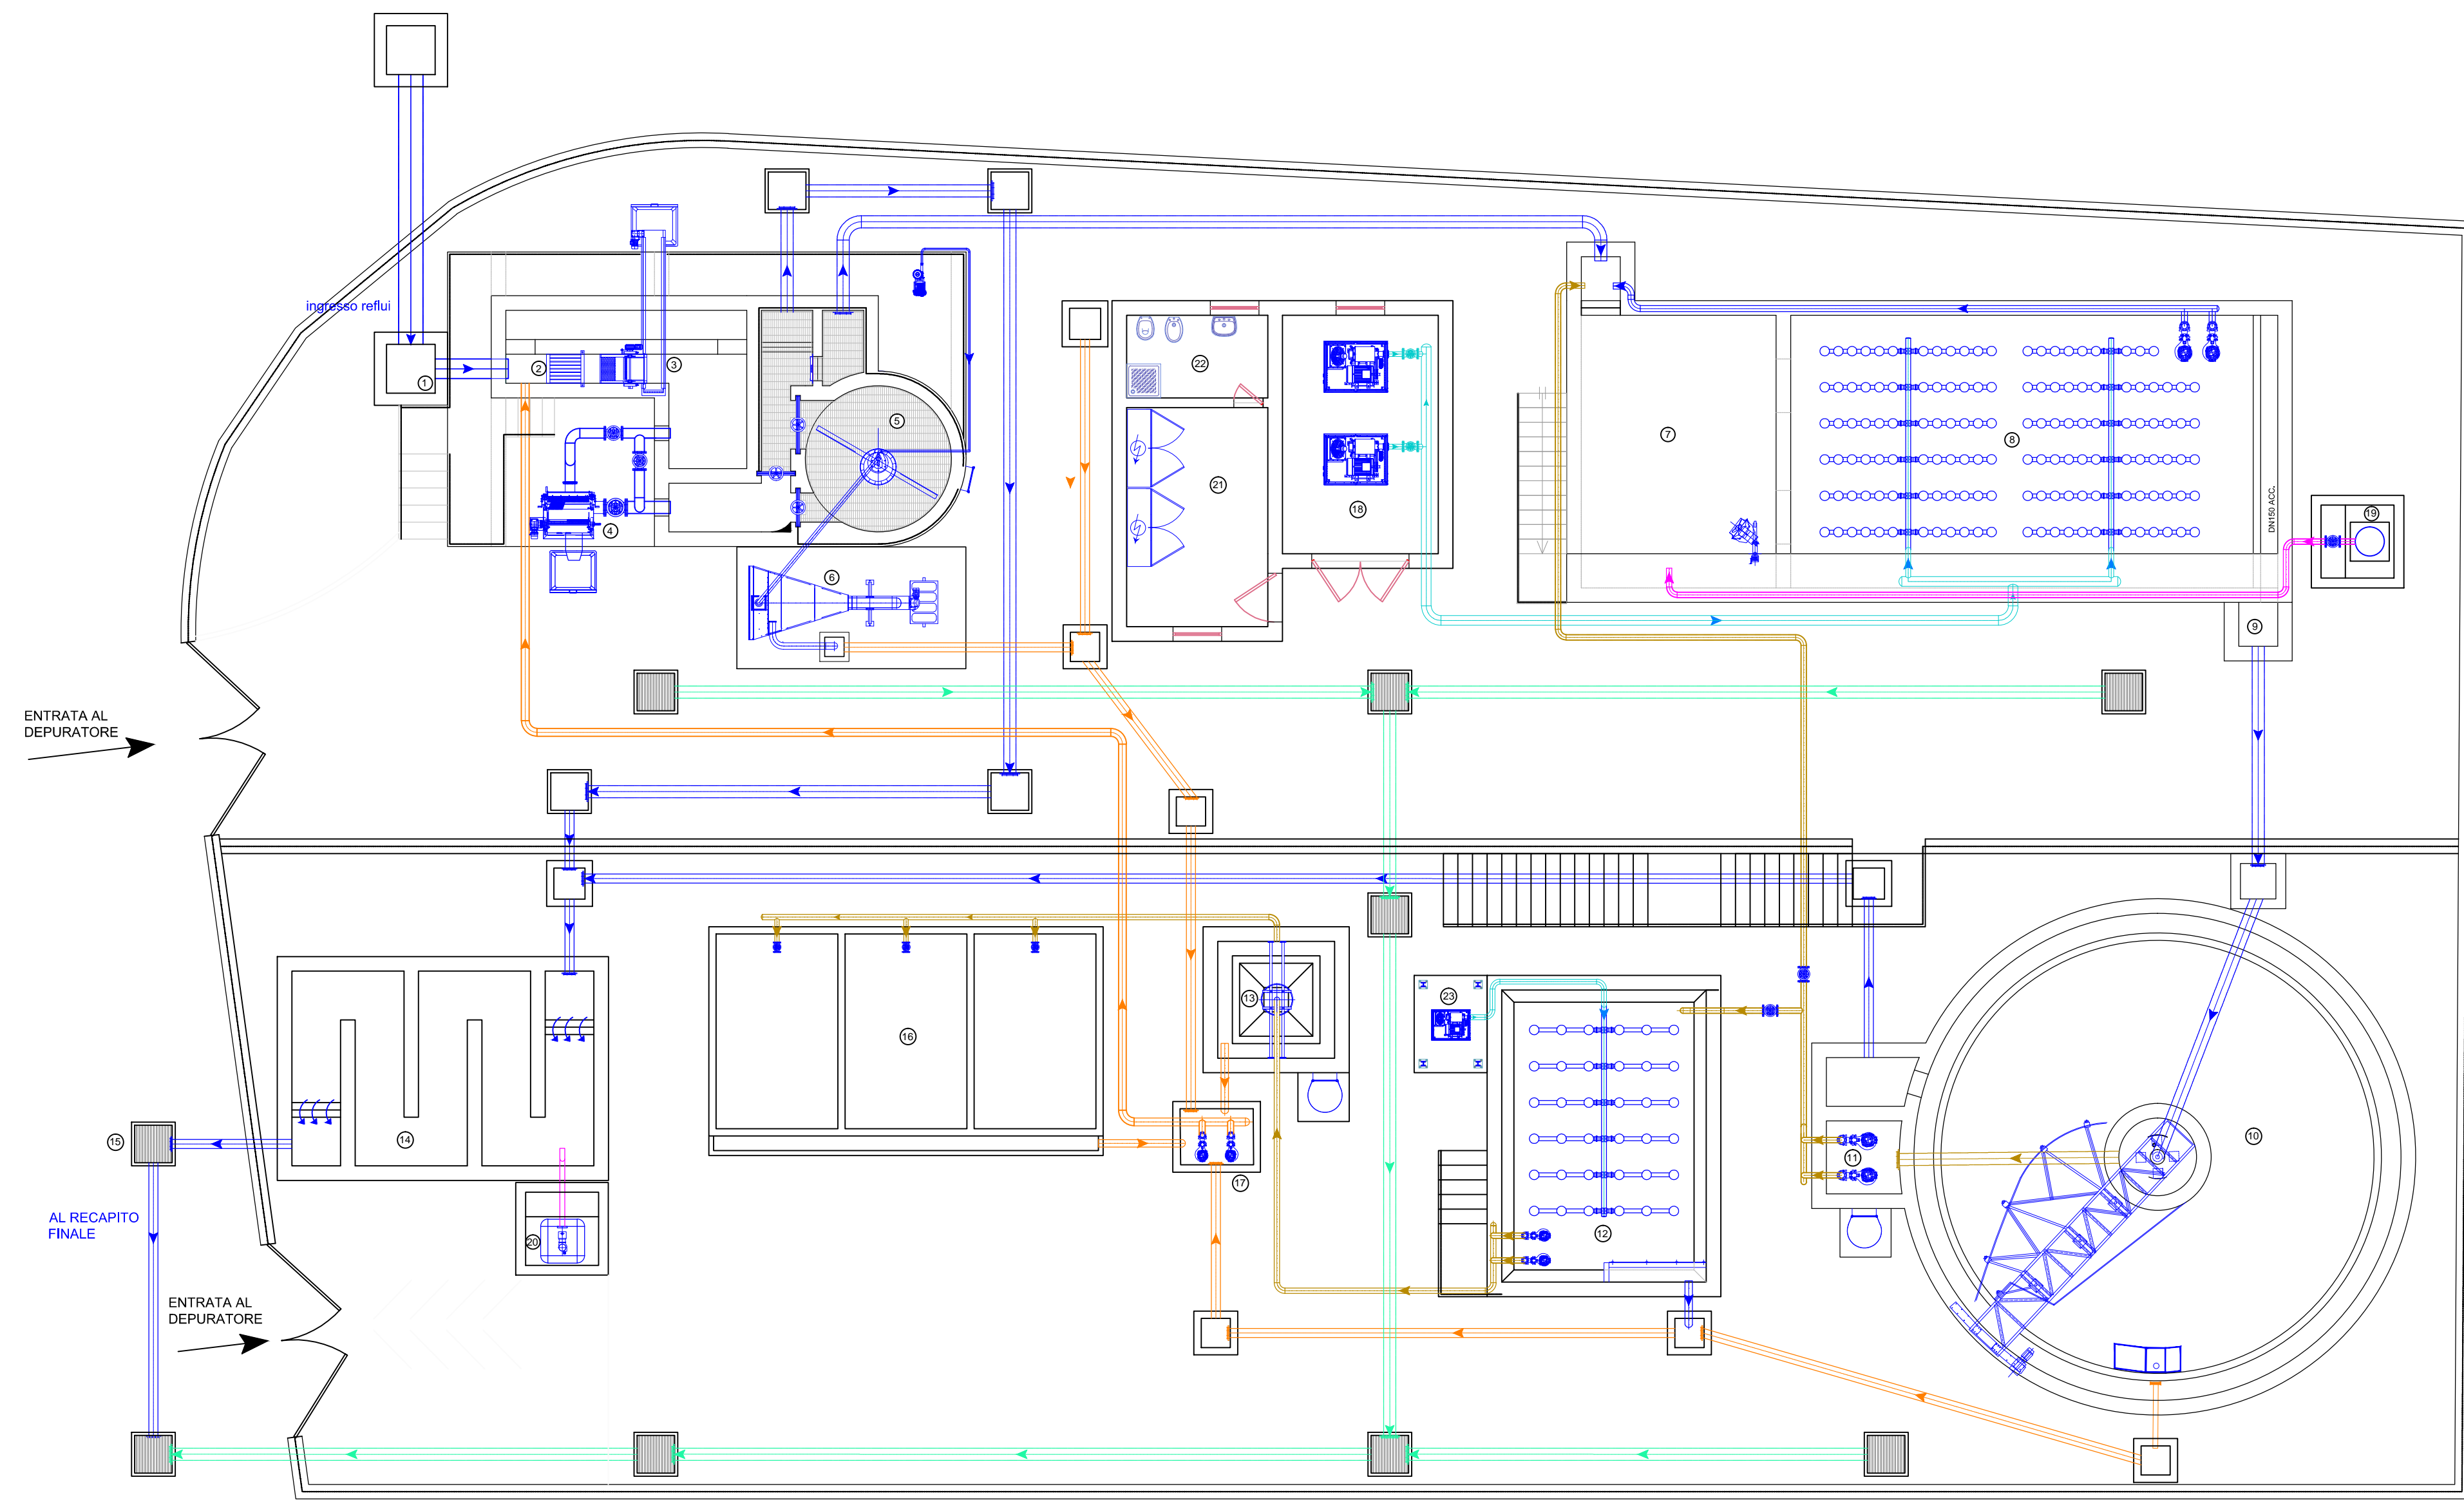 ingresso reflui
1
2
3
4
5
6
7
8
DN150 ACC.
9
19
22
21
18
ENTRATA AL
DEPURATORE
23
13
16
10
11
12
14
15
17
20
AL RECAPITO
FINALE
ENTRATA AL
DEPURATORE